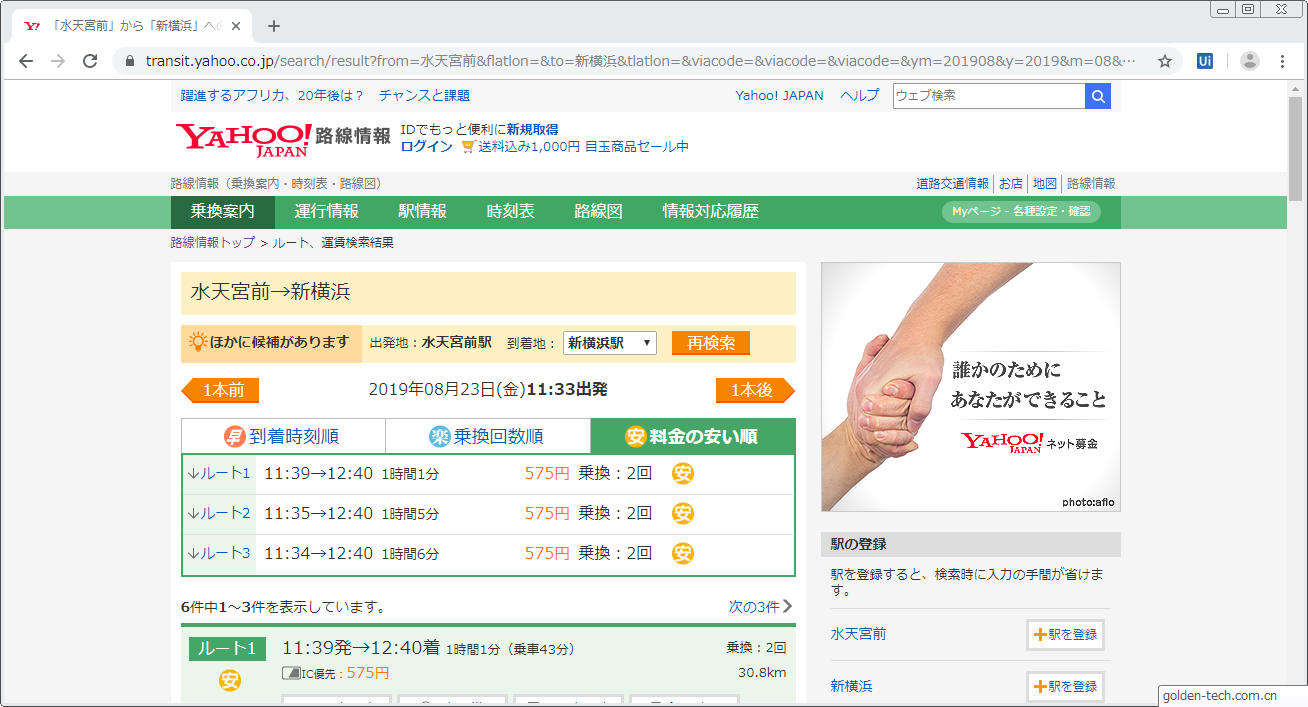 「水天宮前」から「新横浜」への
transit.yahoo.co.jp/search/result?from=水天宮前&flatlon=&to=新横浜&tlatlon=&viacode=&viacode=&viacode=&ym=201908&y=2019&m=08&…
Ui
躍進するアフリカ、20年後は？ チャンスと課題
Yahoo! JAPAN ヘルプ ウェブ検索
YAHOO! JAPAN 路線情報
IDでもっと便利に新規取得
ログイン 送料込み1,000円 目玉商品セール中
路線情報（乗換案内・時刻表・路線図）
道路交通情報 お店 地図 路線情報
乗換案内 運行情報 駅情報 時刻表 路線図 情報対応履歴 Myページ - 各種設定・確認
路線情報トップ > ルート、運賃検索結果
水天宮前→新横浜
ほかに候補があります 出発地：水天宮前駅 到着地： 新横浜駅 再検索
1本前 2019年08月23日(金)11:33出発 1本後
早 到着時刻順 楽 乗換回数順 安 料金の安い順
↓ルート1 11:39→12:40 1時間1分 575円 乗換：2回 安
↓ルート2 11:35→12:40 1時間5分 575円 乗換：2回 安
↓ルート3 11:34→12:40 1時間6分 575円 乗換：2回 安
6件中1～3件を表示しています。 次の3件
ルート1 11:39発→12:40着 1時間1分（乗車43分） 乗換：2回
安 IC優先：575円 30.8km
誰かのために
あなたができること
YAHOO! JAPAN ネット募金
photo:aflo
駅の登録
駅を登録すると、検索時に入力の手間が省けま
す。
水天宮前 +駅を登録
新横浜 +駅を登録
golden-tech.com.cn